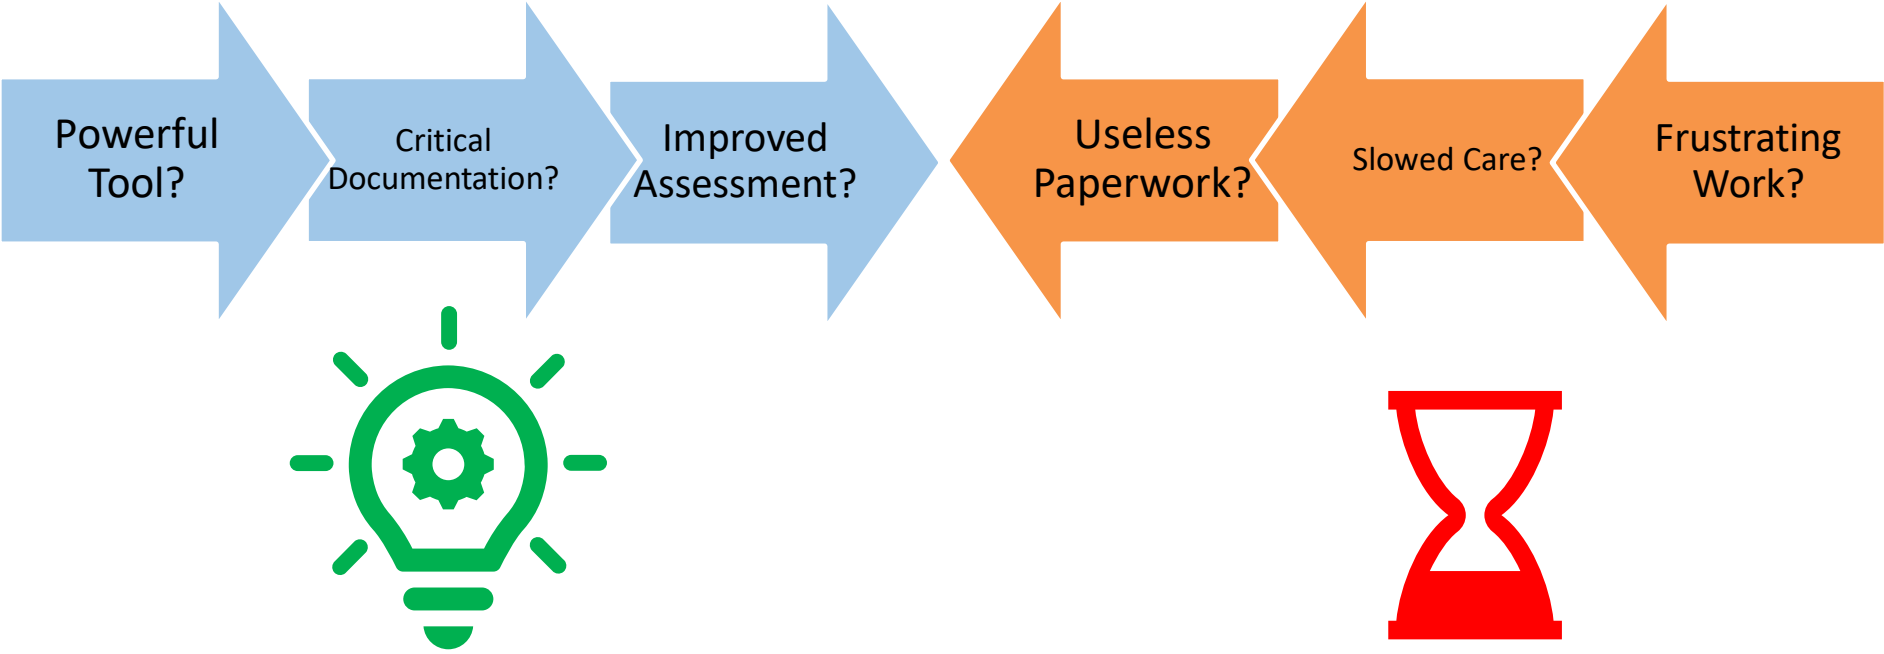 Powerful
Tool?
Critical
Documentation?
Improved
Assessment?
Useless
Paperwork?
Slowed Care?
Frustrating
Work?